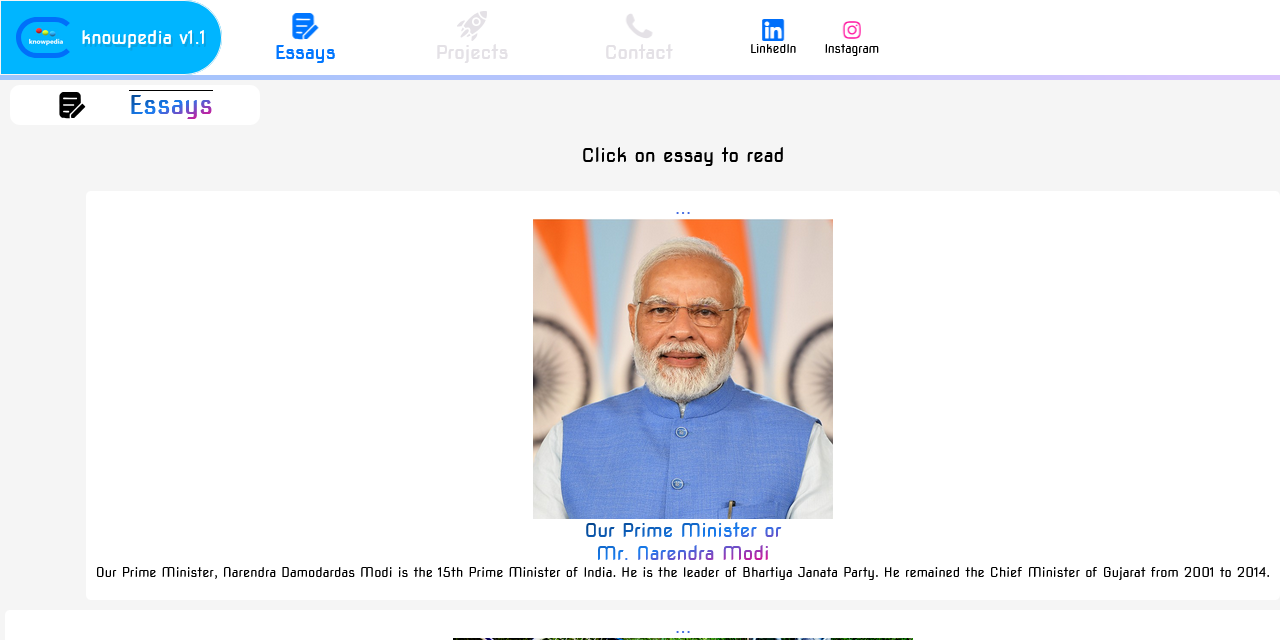 knowpedia
knowpedia v1.1
Essays
Projects
Contact
LinkedIn
Instagram
Essays
Click on essay to read
...
Our Prime Minister or
Mr. Narendra Modi
Our Prime Minister, Narendra Damodardas Modi is the 15th Prime Minister of India. He is the leader of Bhartiya Janata Party. He remained the Chief Minister of Gujarat from 2001 to 2014.
...